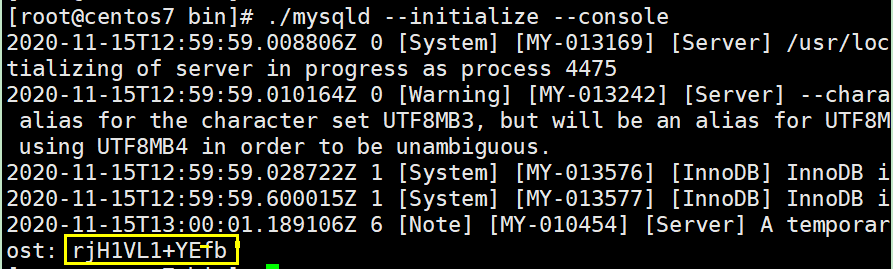 [root@centos7 bin]# ./mysqld --initialize --console
2020-11-15T12:59:59.008806Z 0 [System] [MY-013169] [Server] /usr/loc
tializing of server in progress as process 4475
2020-11-15T12:59:59.010164Z 0 [Warning] [MY-013242] [Server] --chara
alias for the character set UTF8MB3, but will be an alias for UTF8M
using UTF8MB4 in order to be unambiguous.
2020-11-15T12:59:59.028722Z 1 [System] [MY-013576] [InnoDB] InnoDB i
2020-11-15T12:59:59.600015Z 1 [System] [MY-013577] [InnoDB] InnoDB i
2020-11-15T13:00:01.189106Z 6 [Note] [MY-010454] [Server] A temporar
ost: rjH1VL1+YEfb